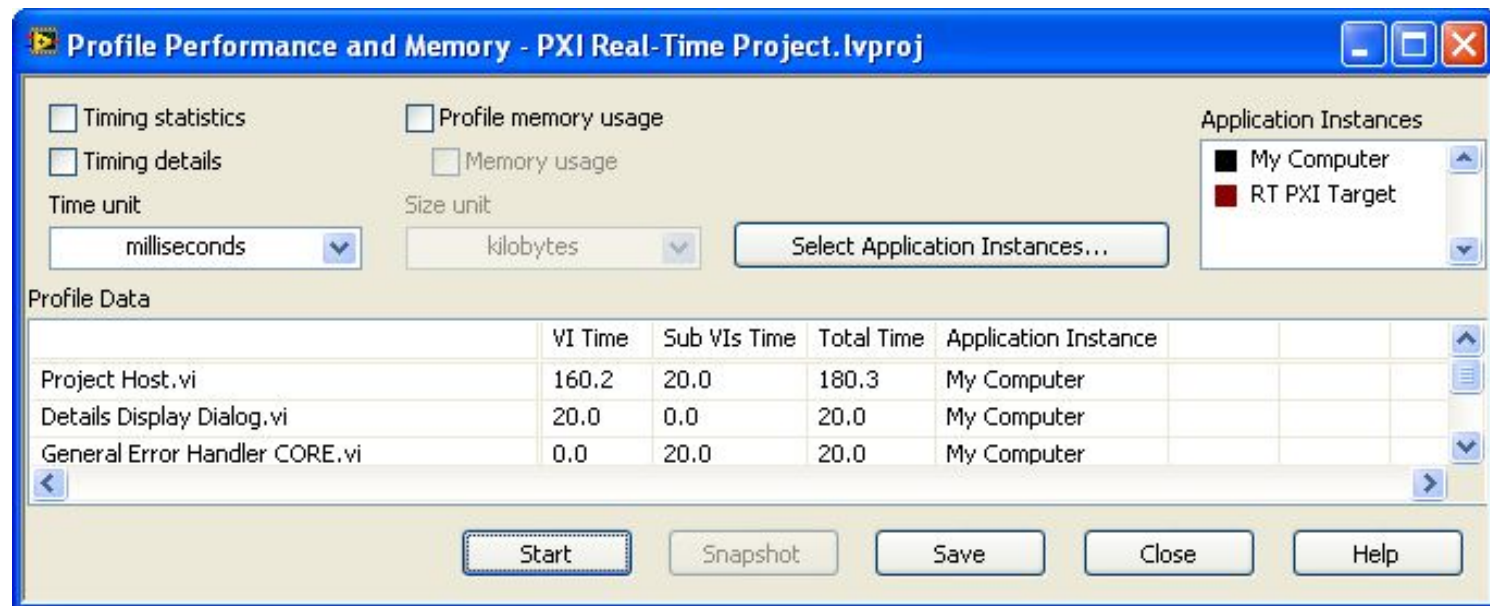 Profile Performance and Memory - PXI Real-Time Project.lvproj
Timing statistics
Profile memory usage
Application Instances
Timing details
Memory usage
My Computer
RT PXI Target
Time unit
Size unit
milliseconds
kilobytes
Select Application Instances...
Profile Data
VI Time Sub VIs Time Total Time Application Instance
Project Host.vi 160.2 20.0 180.3 My Computer
Details Display Dialog.vi 20.0 0.0 20.0 My Computer
General Error Handler CORE.vi 0.0 20.0 20.0 My Computer
Start Snapshot Save Close Help